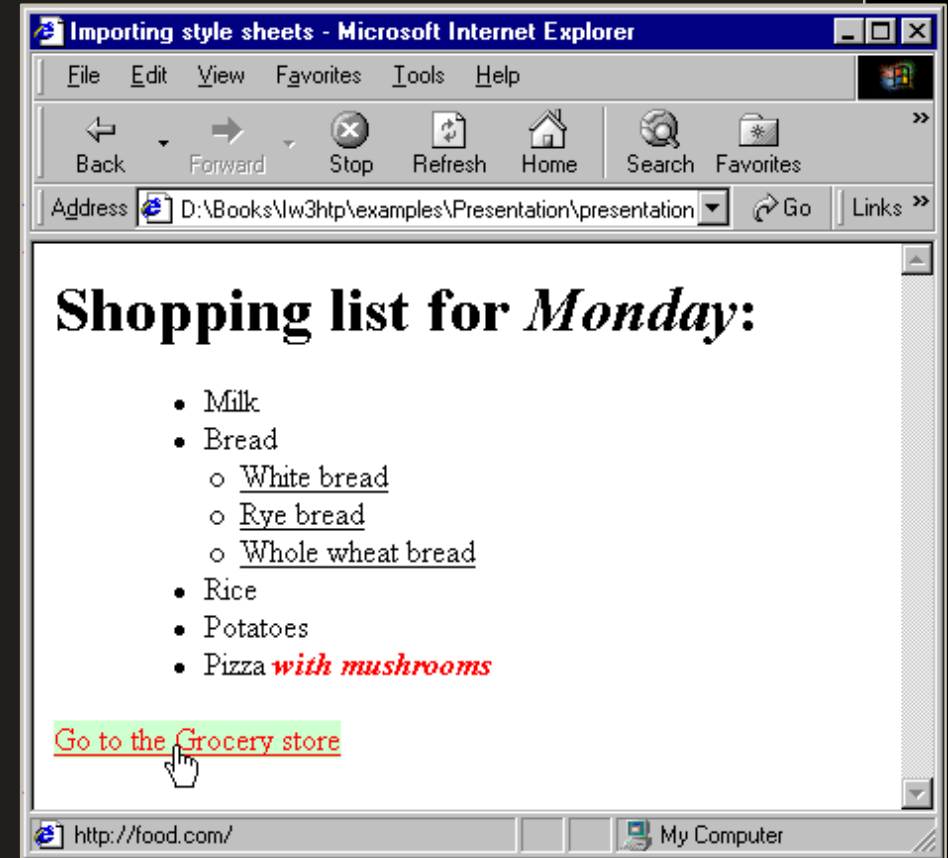 Importing style sheets - Microsoft Internet Explorer
File Edit View Favorites Tools Help
Back Forward Stop Refresh Home Search Favorites »
Address D:\Books\Iw3htp\examples\Presentation\presentation Go Links »
Shopping list for Monday:
• Milk
• Bread
o White bread
o Rye bread
o Whole wheat bread
• Rice
• Potatoes
• Pizza with mushrooms
Go to the Grocery store
http://food.com/ My Computer